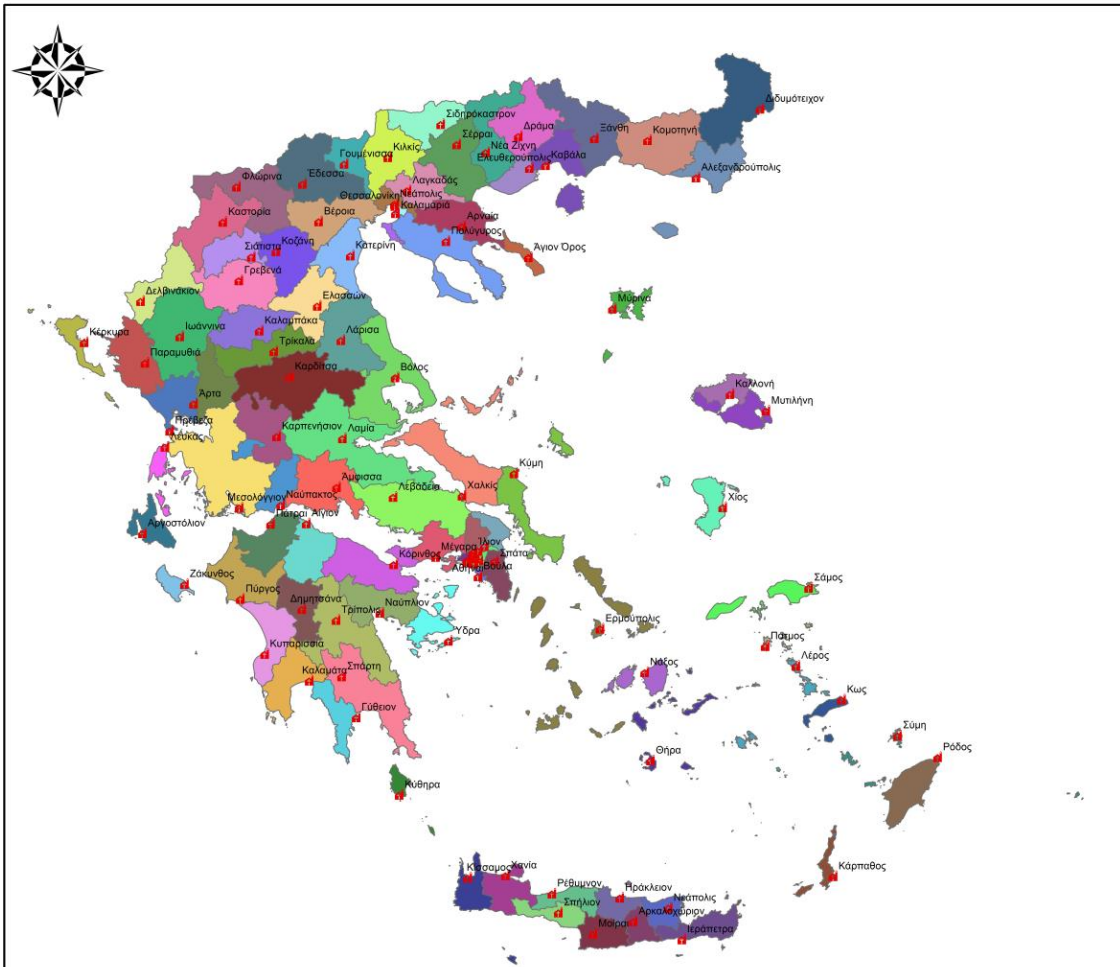 Διδυμότειχον
Σιδηρόκαστρον
Δράμα
Ξάνθη
Κομοτηνή
Σέρραι
Νέα Ζίχνη
Κιλκίς
Γουμένισσα
Ελευθερούπολις
Καβάλα
Αλεξανδρούπολις
Έδεσσα
Φλώρινα
Λαγκαδάς
Θεσσαλονίκη
Νεάπολις
Καλαμαριά
Καστορία
Βέροια
Αρναία
Πολύγυρος
Κοζάνη
Σιάτιστα
Κατερίνη
Άγιον Όρος
Γρεβενά
Δελβινάκιον
Ελασσών
Μύρινα
Καλαμπάκα
Ιωάννινα
Λάρισα
Κέρκυρα
Τρίκαλα
Παραμυθιά
Καρδίτσα
Βόλος
Καλλονή
Άρτα
Μυτιλήνη
Πρέβεζα
Λευκάς
Καρπενήσιον
Λαμία
Κύμη
Άμφισσα
Λεβάδεια
Χαλκίς
Μεσολόγγιον
Ναύπακτος
Χίος
Πάτραι
Αίγιον
Αργοστόλιον
Ίλιον
Μέγαρα
Σπάτα
Κόρινθος
Αθήναι
Βούλα
Ζάκυνθος
Σάμος
Πύργος
Δημητσάνα
Ναύπλιον
Τρίπολις
Ερμούπολις
Ύδρα
Πάτμος
Κυπαρισσία
Λέρος
Νάξος
Σπάρτη
Καλαμάτα
Κως
Γύθειον
Σύμη
Ρόδος
Θήρα
Κύθηρα
Κίσσαμος
Χανιά
Κάρπαθος
Ρέθυμνον
Ηράκλειον
Νεάπολις
Σπήλιον
Αρκαλοχώριον
Μοίραι
Ιεράπετρα